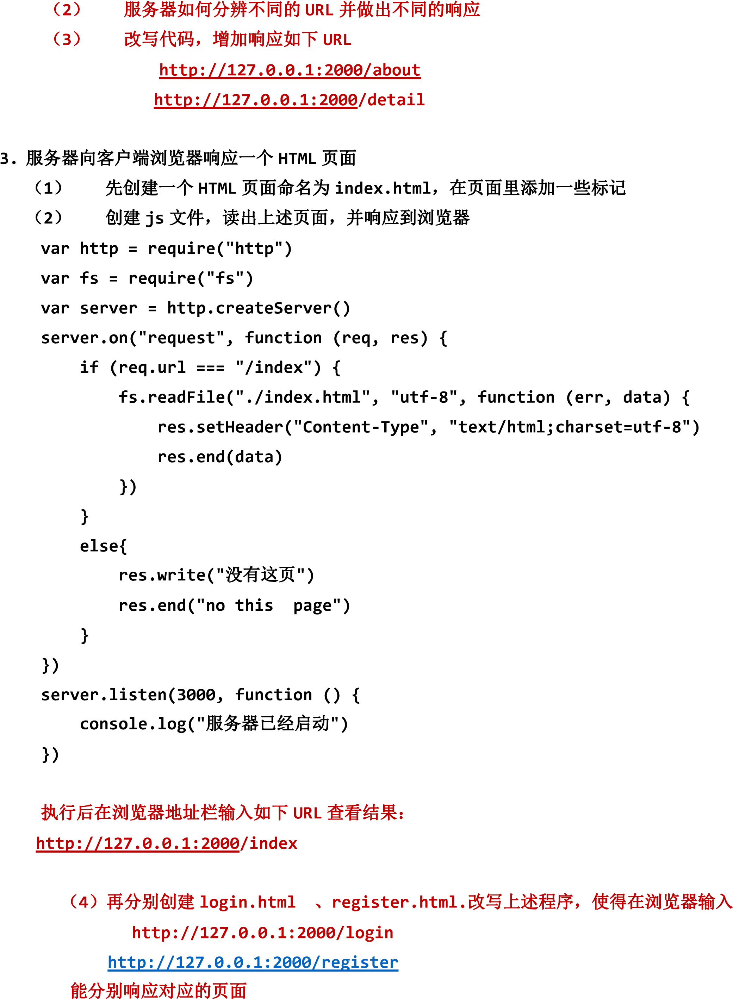 （2） 服务器如何分辨不同的 URL 并做出不同的响应
（3） 改写代码，增加响应如下 URL
http://127.0.0.1:2000/about
http://127.0.0.1:2000/detail
3. 服务器向客户端浏览器响应一个 HTML 页面
（1） 先创建一个 HTML 页面命名为 index.html，在页面里添加一些标记
（2） 创建 js 文件，读出上述页面，并响应到浏览器
var http = require("http")
var fs = require("fs")
var server = http.createServer()
server.on("request", function (req, res) {
    if (req.url === "/index") {
        fs.readFile("./index.html", "utf-8", function (err, data) {
            res.setHeader("Content-Type", "text/html;charset=utf-8")
            res.end(data)
        })
    }
    else{
        res.write("没有这页")
        res.end("no this  page")
    }
})
server.listen(3000, function () {
    console.log("服务器已经启动")
})
执行后在浏览器地址栏输入如下 URL 查看结果：
http://127.0.0.1:2000/index
（4）再分别创建 login.html 、register.html.改写上述程序，使得在浏览器输入
http://127.0.0.1:2000/login
http://127.0.0.1:2000/register
能分别响应对应的页面